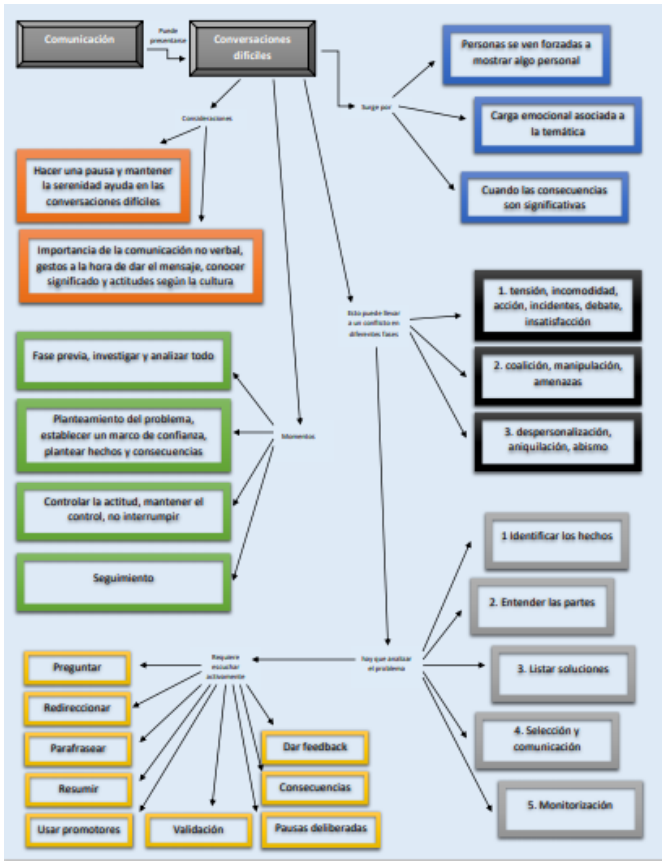 Comunicación
Puede
presentarse
Conversaciones
difíciles
Surge por
Personas se ven forzadas a
mostrar algo personal
Carga emocional asociada a
la temática
Cuando las consecuencias
son significativas
Consideraciones
Hacer una pausa y mantener
la serenidad ayuda en las
conversaciones difíciles
Importancia de la comunicación no verbal,
gestos a la hora de dar el mensaje, conocer
significado y actitudes según la cultura
Esto puede llevar
a un conflicto en
diferentes fases
1. tensión, incomodidad,
acción, incidentes, debate,
insatisfacción
2. coalición, manipulación,
amenazas
3. despersonalización,
aniquilación, abismo
Momentos
Fase previa, investigar y analizar todo
Planteamiento del problema,
establecer un marco de confianza,
plantear hechos y consecuencias
Controlar la actitud, mantener el
control, no interrumpir
Seguimiento
hay que analizar
el problema
1 Identificar los hechos
2. Entender las partes
3. Listar soluciones
4. Selección y
comunicación
5. Monitorización
Requiere
escuchar
activamente
Preguntar
Redireccionar
Parafrasear
Resumir
Usar promotores
Validación
Dar feedback
Consecuencias
Pausas deliberadas